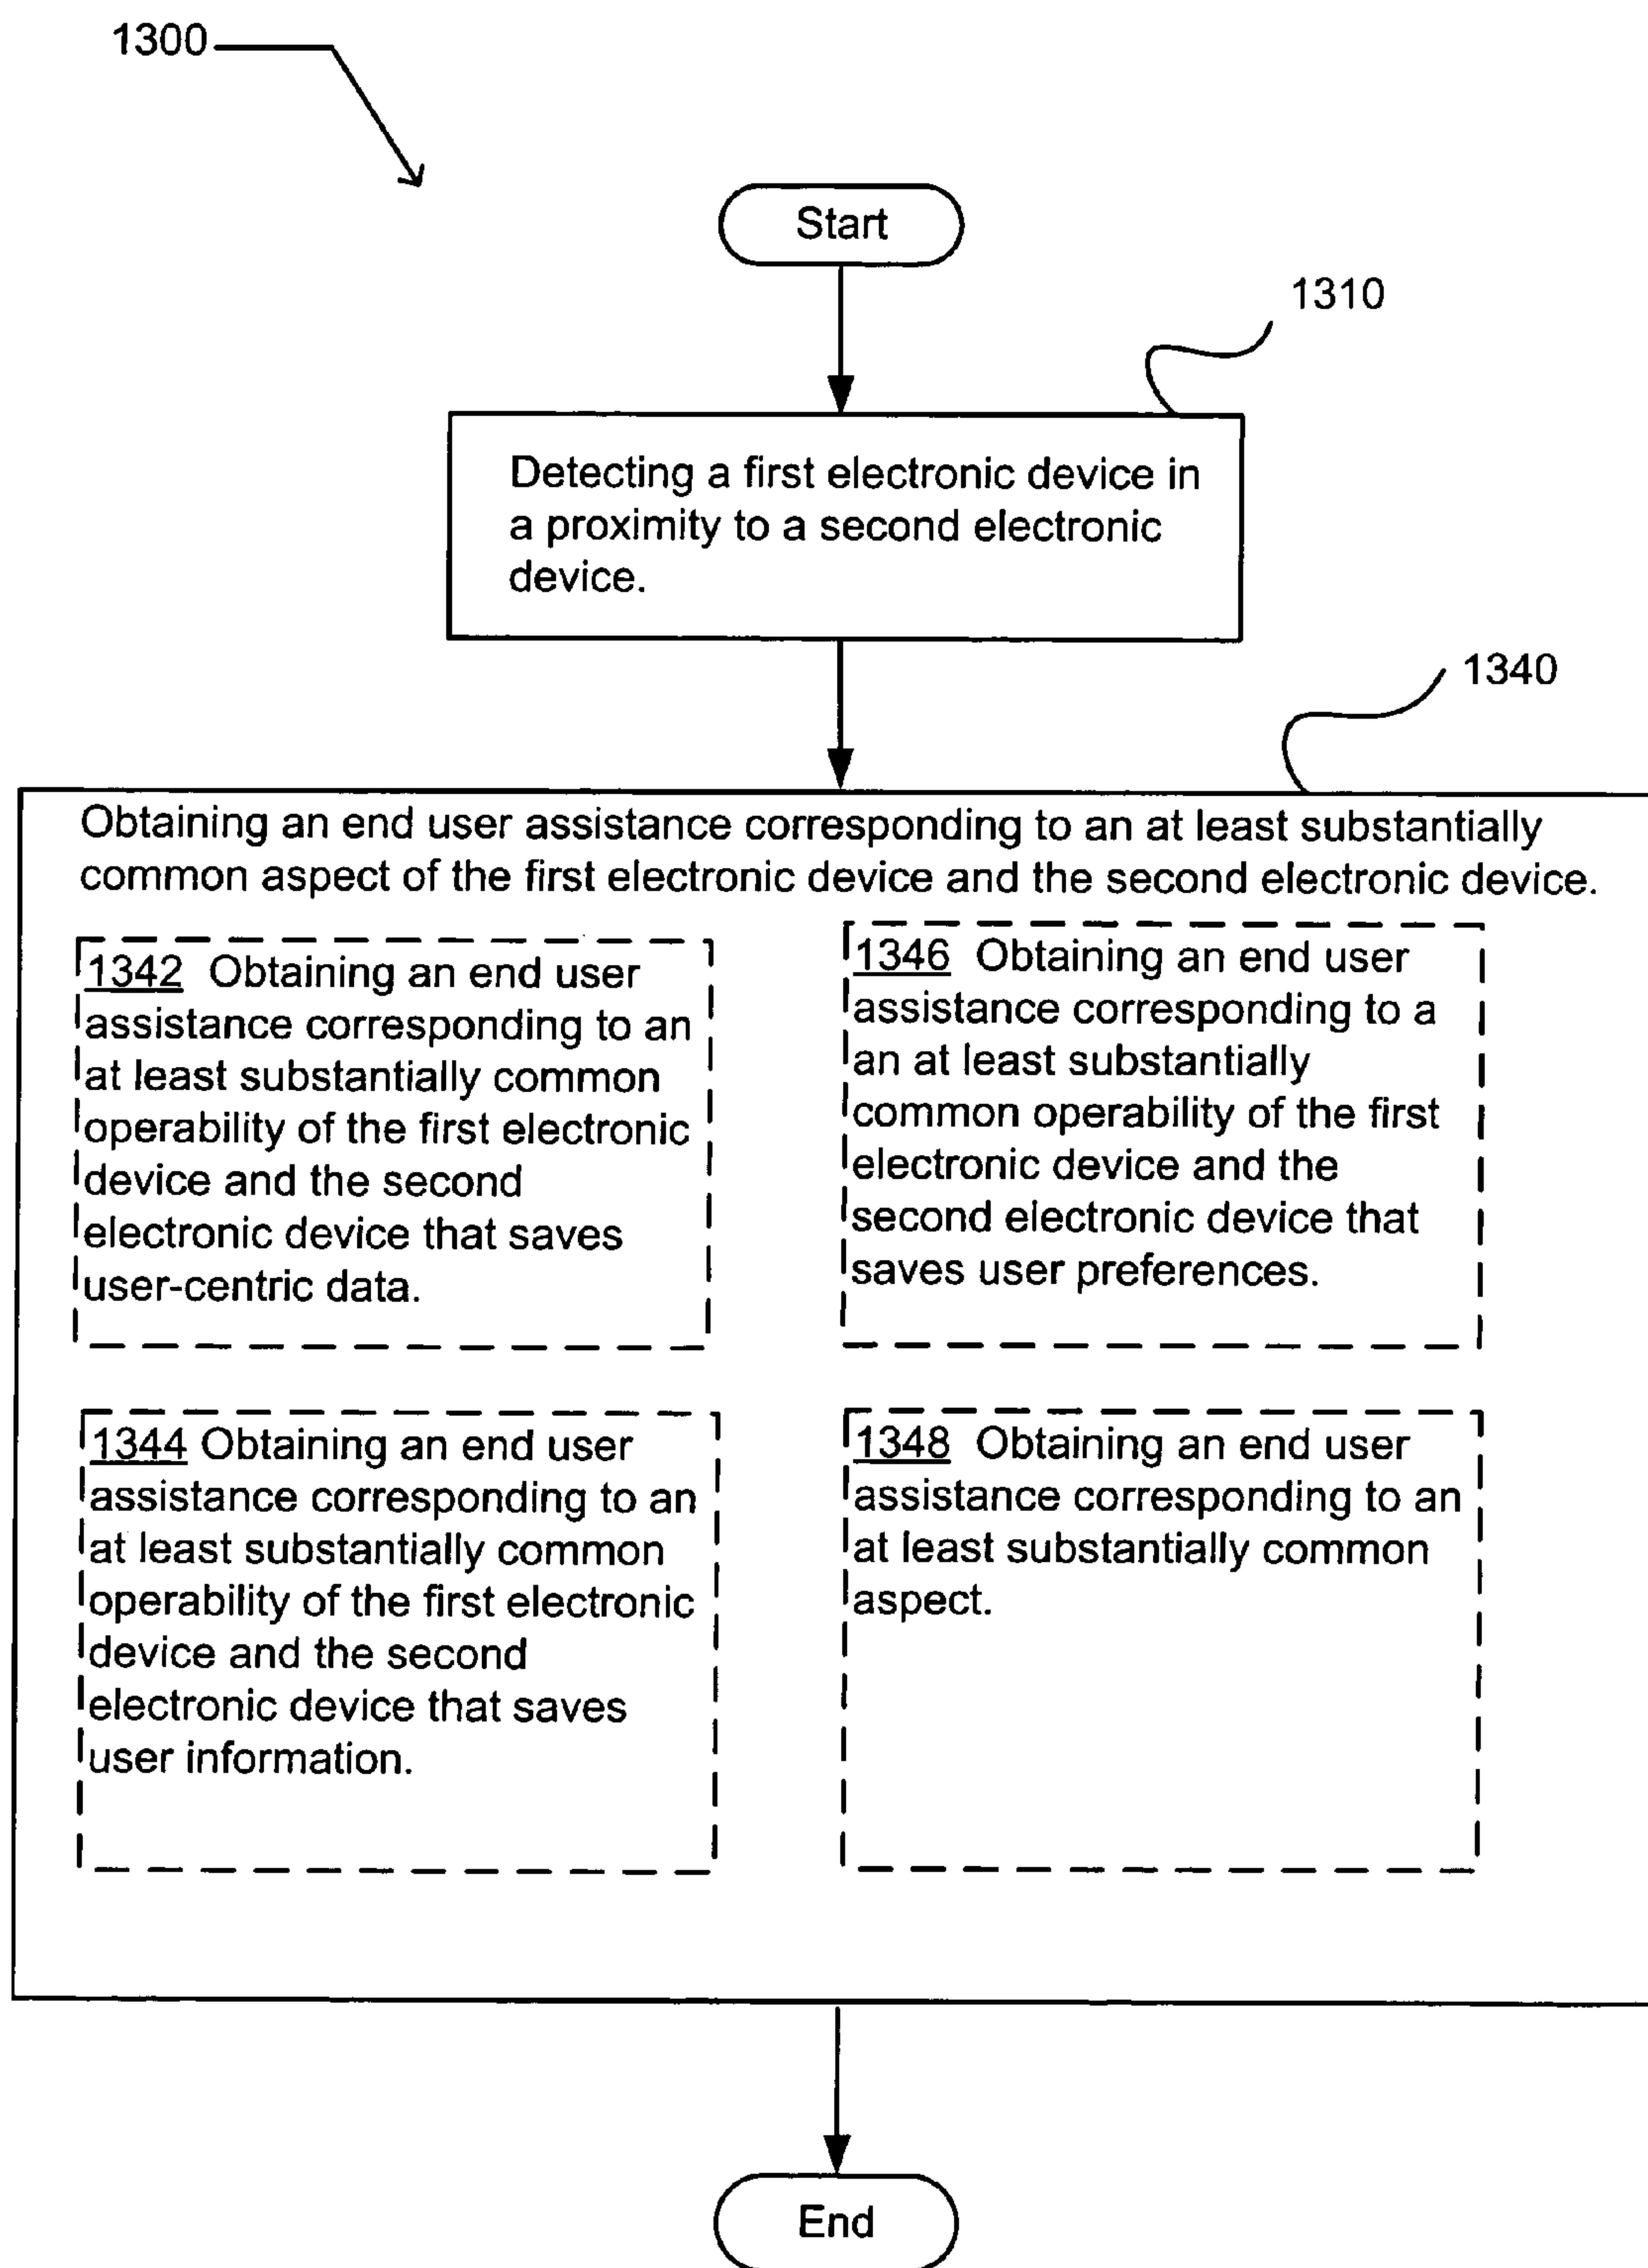 1300
Start
1310
Detecting a first electronic device in
a proximity to a second electronic
device.
1340
Obtaining an end user assistance corresponding to an at least substantially
common aspect of the first electronic device and the second electronic device.
1342 Obtaining an end user
assistance corresponding to an
at least substantially common
operability of the first electronic
device and the second
electronic device that saves
user-centric data.
1346 Obtaining an end user
assistance corresponding to a
an at least substantially
common operability of the first
electronic device and the
second electronic device that
saves user preferences.
1344 Obtaining an end user
assistance corresponding to an
at least substantially common
operability of the first electronic
device and the second
electronic device that saves
user information.
1348 Obtaining an end user
assistance corresponding to an
at least substantially common
aspect.
End